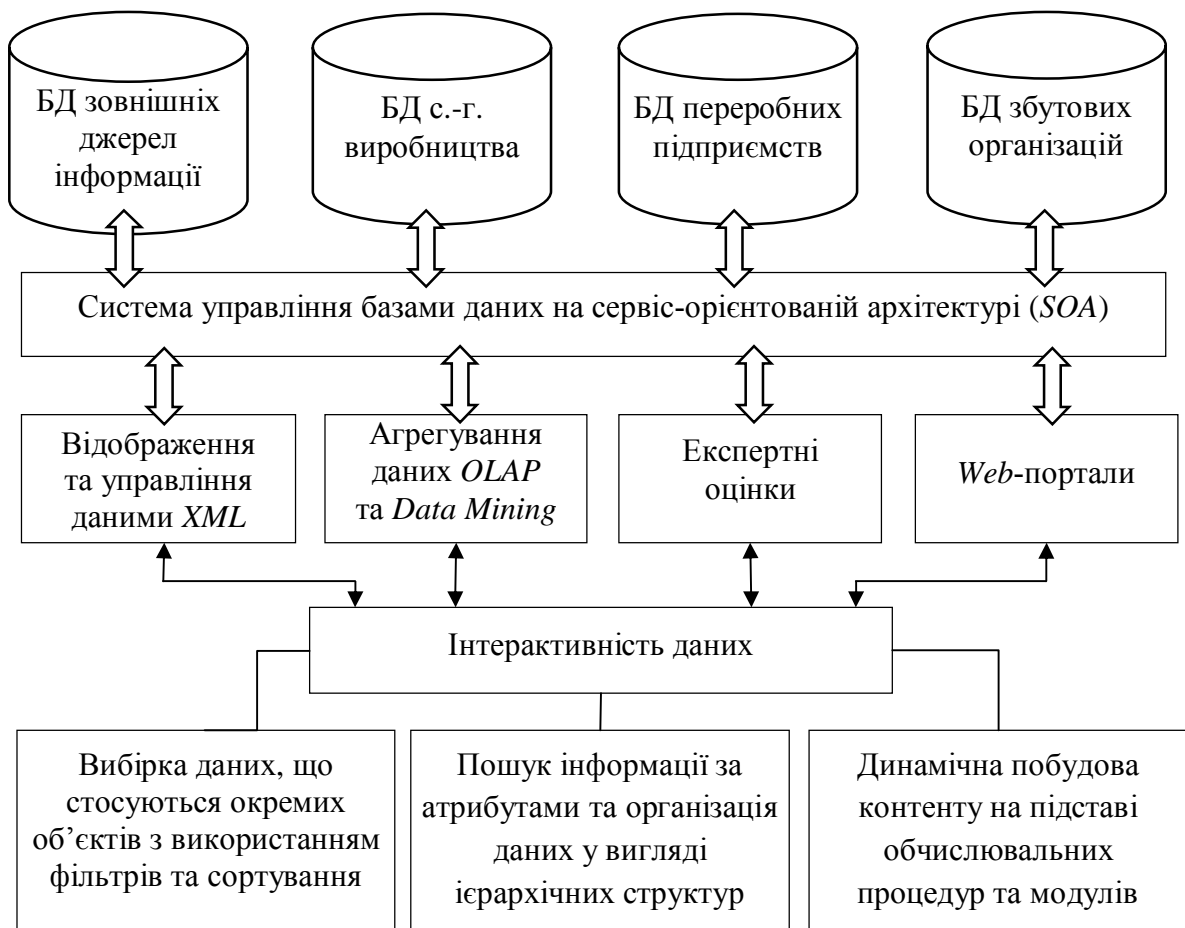 БД зовнішніх
джерел
інформації
БД с.-г.
виробництва
БД переробних
підприємств
БД збутових
організацій
Система управління базами даних на сервіс-орієнтованій архітектурі (SOA)
Відображення
та управління
даними XML
Агрегування
даних OLAP
та Data Mining
Експертні
оцінки
Web-портали
Інтерактивність даних
Вибірка даних, що
стосуються окремих
об’єктів з використанням
фільтрів та сортування
Пошук інформації за
атрибутами та організація
даних у вигляді
ієрархічних структур
Динамічна побудова
контенту на підставі
обчислювальних
процедур та модулів